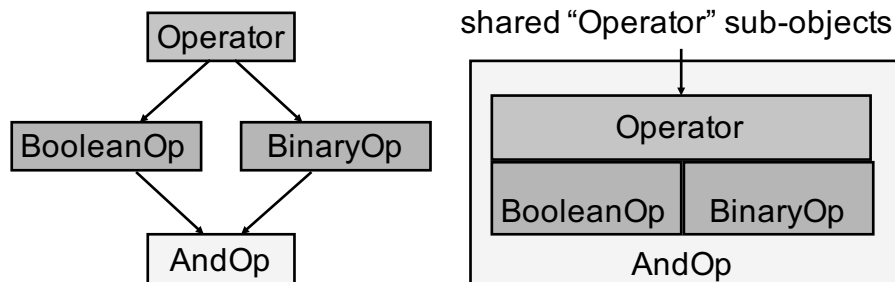 Operator
BooleanOp
BinaryOp
AndOp
shared “Operator” sub-objects
Operator
BooleanOp
BinaryOp
AndOp